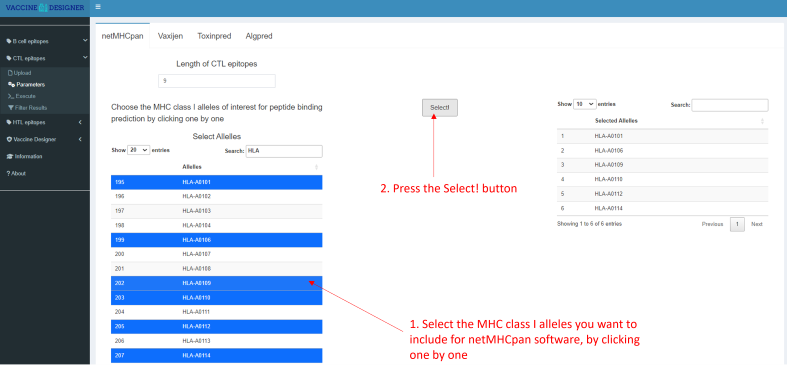 VACCINE DESIGNER
B cell epitopes
CTL epitopes
Upload
Parameters
Execute
Filter Results
HTL epitopes
Vaccine Designer
Information
? About
netMHCpan Vaxijen Toxinpred Algpred
Length of CTL epitopes
9
Choose the MHC class I alleles of interest for peptide binding
prediction by clicking one by one
Select Allelles
Show 20 entries Search: HLA
Allelles
195 HLA-A0101
196 HLA-A0102
197 HLA-A0103
198 HLA-A0104
199 HLA-A0106
200 HLA-A0107
201 HLA-A0108
202 HLA-A0109
203 HLA-A0110
204 HLA-A0111
205 HLA-A0112
206 HLA-A0113
207 HLA-A0114
Select!
2. Press the Select! button
1. Select the MHC class I alleles you want to
include for netMHCpan software, by clicking
one by one
Show 10 entries Search:
Selected Allelles
1 HLA-A0101
2 HLA-A0106
3 HLA-A0109
4 HLA-A0110
5 HLA-A0112
6 HLA-A0114
Showing 1 to 6 of 6 entries Previous 1 Next